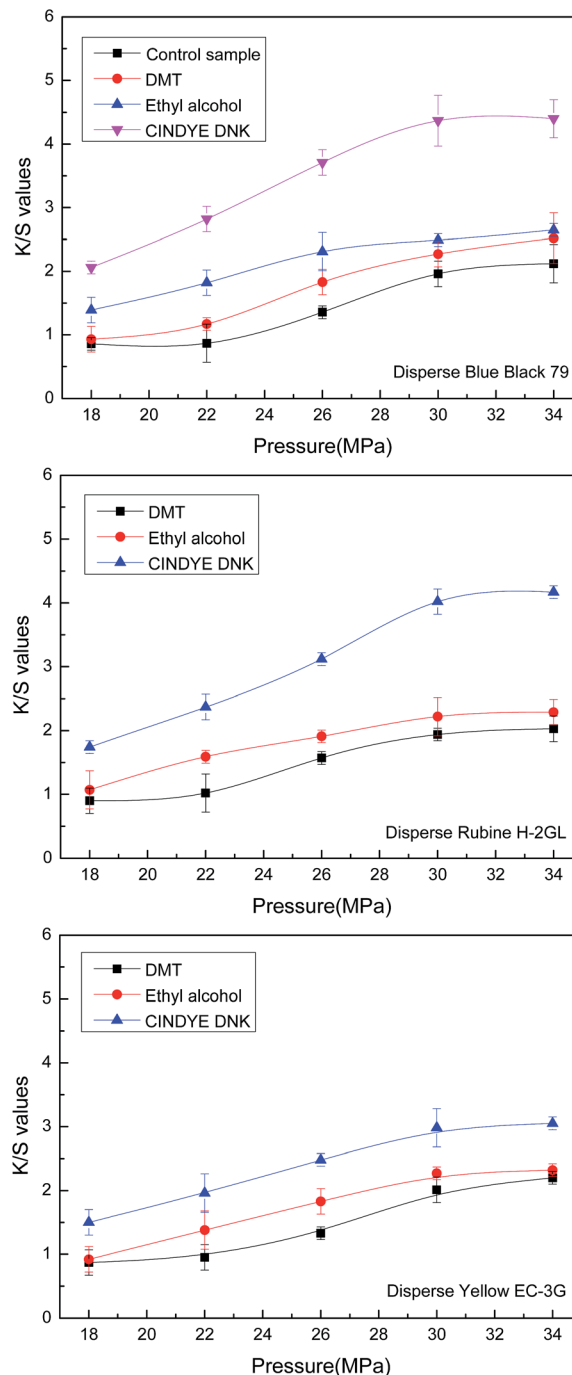 6
5
4
3
2
1
0
K/S values
Control sample
DMT
Ethyl alcohol
CINDYE DNK
Disperse Blue Black 79
18 20 22 24 26 28 30 32 34
Pressure(MPa)
6
5
4
3
2
1
0
K/S values
DMT
Ethyl alcohol
CINDYE DNK
Disperse Rubine H-2GL
18 20 22 24 26 28 30 32 34
Pressure(MPa)
6
5
4
3
2
1
0
K/S values
DMT
Ethyl alcohol
CINDYE DNK
Disperse Yellow EC-3G
18 20 22 24 26 28 30 32 34
Pressure(MPa)